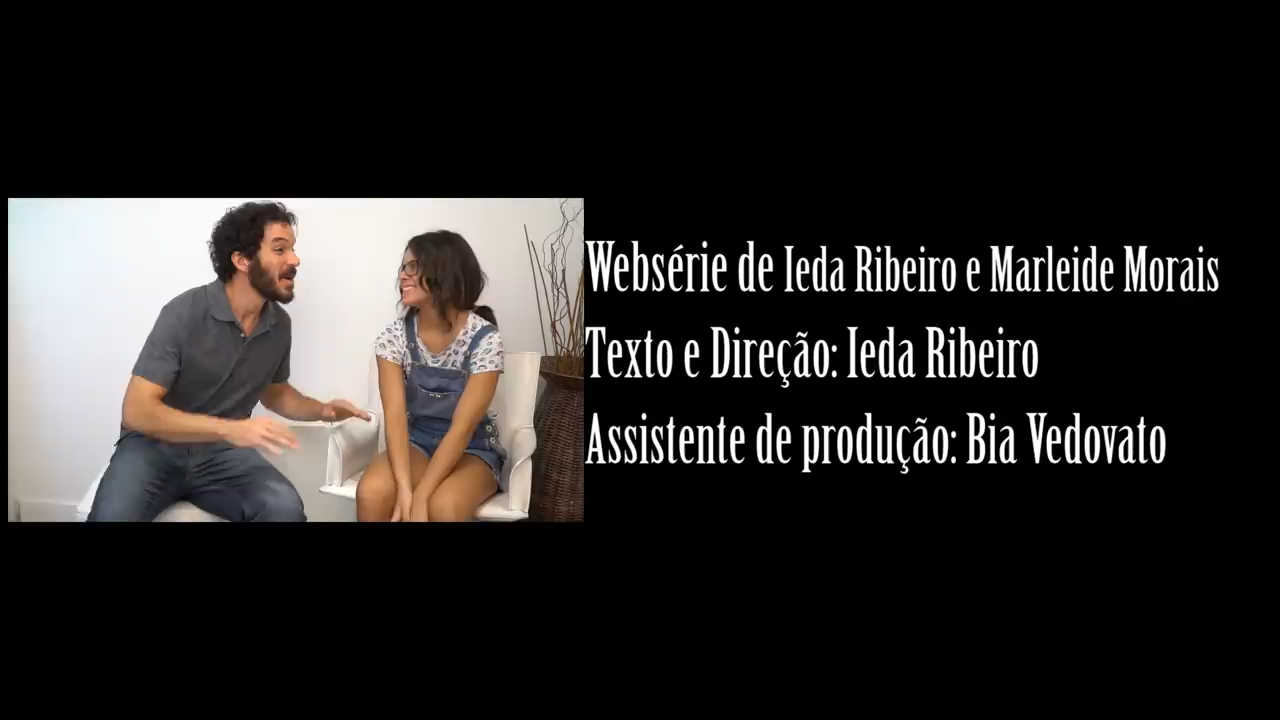 Websérie de Ieda Ribeiro e Marleide Morais
Texto e Direção: Ieda Ribeiro
Assistente de produção: Bia Vedovato